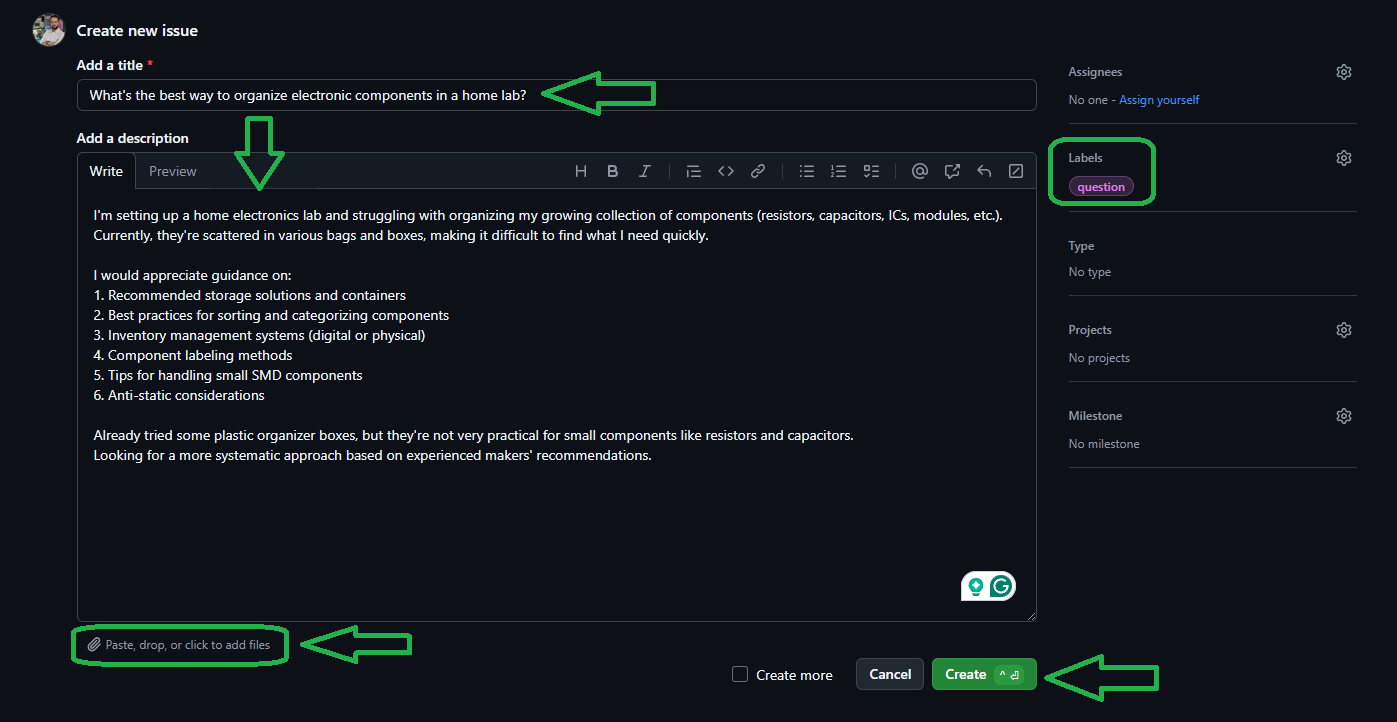 Create new issue
Add a title *
What's the best way to organize electronic components in a home lab?
Add a description
Write Preview
I'm setting up a home electronics lab and struggling with organizing my growing collection of components (resistors, capacitors, ICs, modules, etc.).
Currently, they're scattered in various bags and boxes, making it difficult to find what I need quickly.
I would appreciate guidance on:
1. Recommended storage solutions and containers
2. Best practices for sorting and categorizing components
3. Inventory management systems (digital or physical)
4. Component labeling methods
5. Tips for handling small SMD components
6. Anti-static considerations
Already tried some plastic organizer boxes, but they're not very practical for small components like resistors and capacitors.
Looking for a more systematic approach based on experienced makers' recommendations.
Paste, drop, or click to add files
Create more
Cancel
Create ^ ⏎
Assignees
No one - Assign yourself
Labels
question
Type
No type
Projects
No projects
Milestone
No milestone